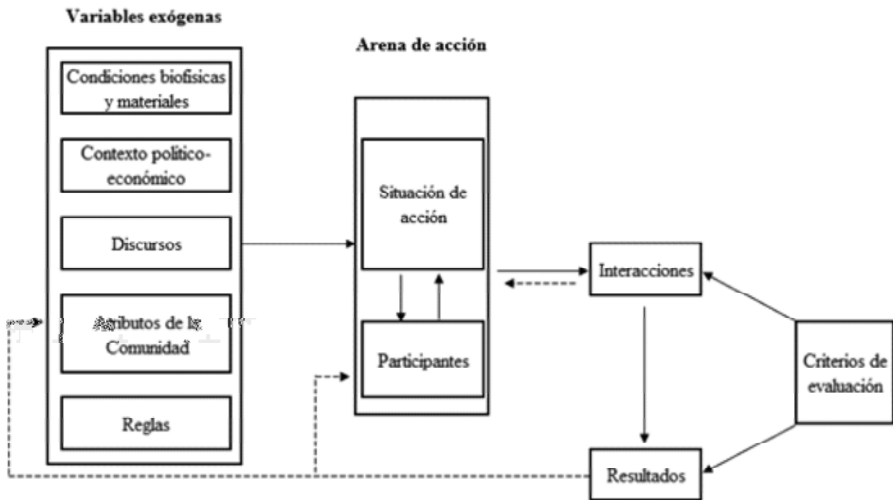 Variables exógenas
Condiciones biofísicas
y materiales
Contexto político-
económico
Discursos
Atributos de la
Comunidad
Reglas
Arena de acción
Situación de
acción
Participantes
Interacciones
Resultados
Criterios de
evaluación